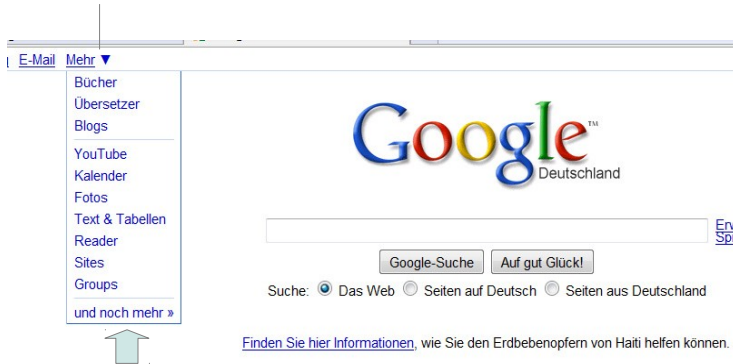 E-Mail Mehr ▼
Bücher
Übersetzer
Blogs
YouTube
Kalender
Fotos
Text & Tabellen
Reader
Sites
Groups
und noch mehr »
Google™
Deutschland
Google-Suche Auf gut Glück!
Suche: Das Web Seiten auf Deutsch Seiten aus Deutschland
Finden Sie hier Informationen, wie Sie den Erdbebenopfern von Haiti helfen können.